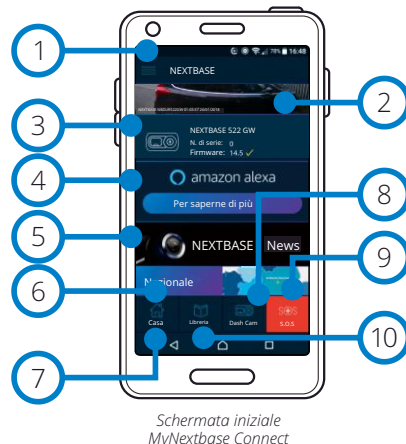 1
78% 16:48
NEXTBASE
2
3
NEXTBASE 522 GW
N. di serie: 0
Firmware: 14.5
4
amazon alexa
Per saperne di più
8
5
NEXTBASE News
9
6
Nazionale
Casa
Libreria
Dash Cam
SOS
S.O.S
7
10
Schermata iniziale
MyNextbase Connect